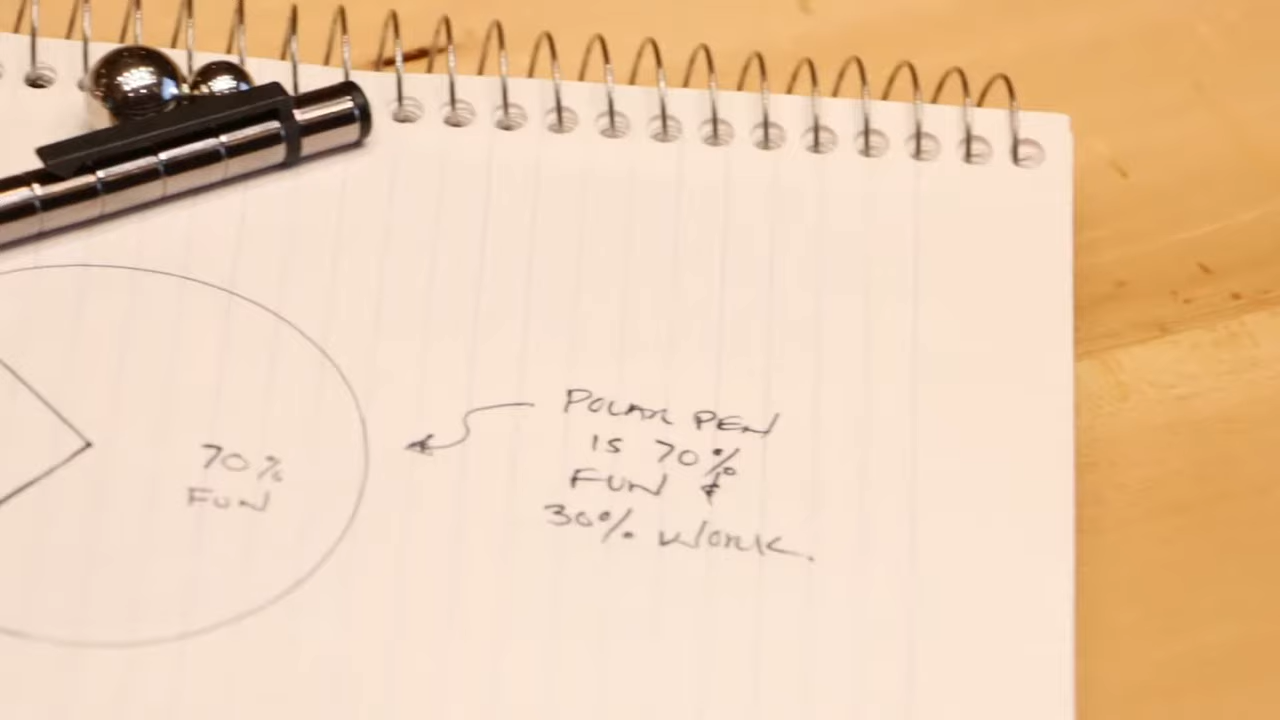 70%
FUN
POLAR PEN
IS 70%
FUN &
30% WORK.